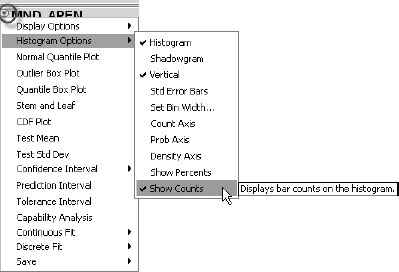 MND_AREN
Display Options
Histogram Options
Normal Quantile Plot
Outlier Box Plot
Quantile Box Plot
Stem and Leaf
CDF Plot
Test Mean
Test Std Dev
Confidence Interval
Prediction Interval
Tolerance Interval
Capability Analysis
Continuous Fit
Discrete Fit
Save
Histogram
Shadowgram
Vertical
Std Error Bars
Set Bin Width...
Count Axis
Prob Axis
Density Axis
Show Percents
Show Counts
Displays bar counts on the histogram.